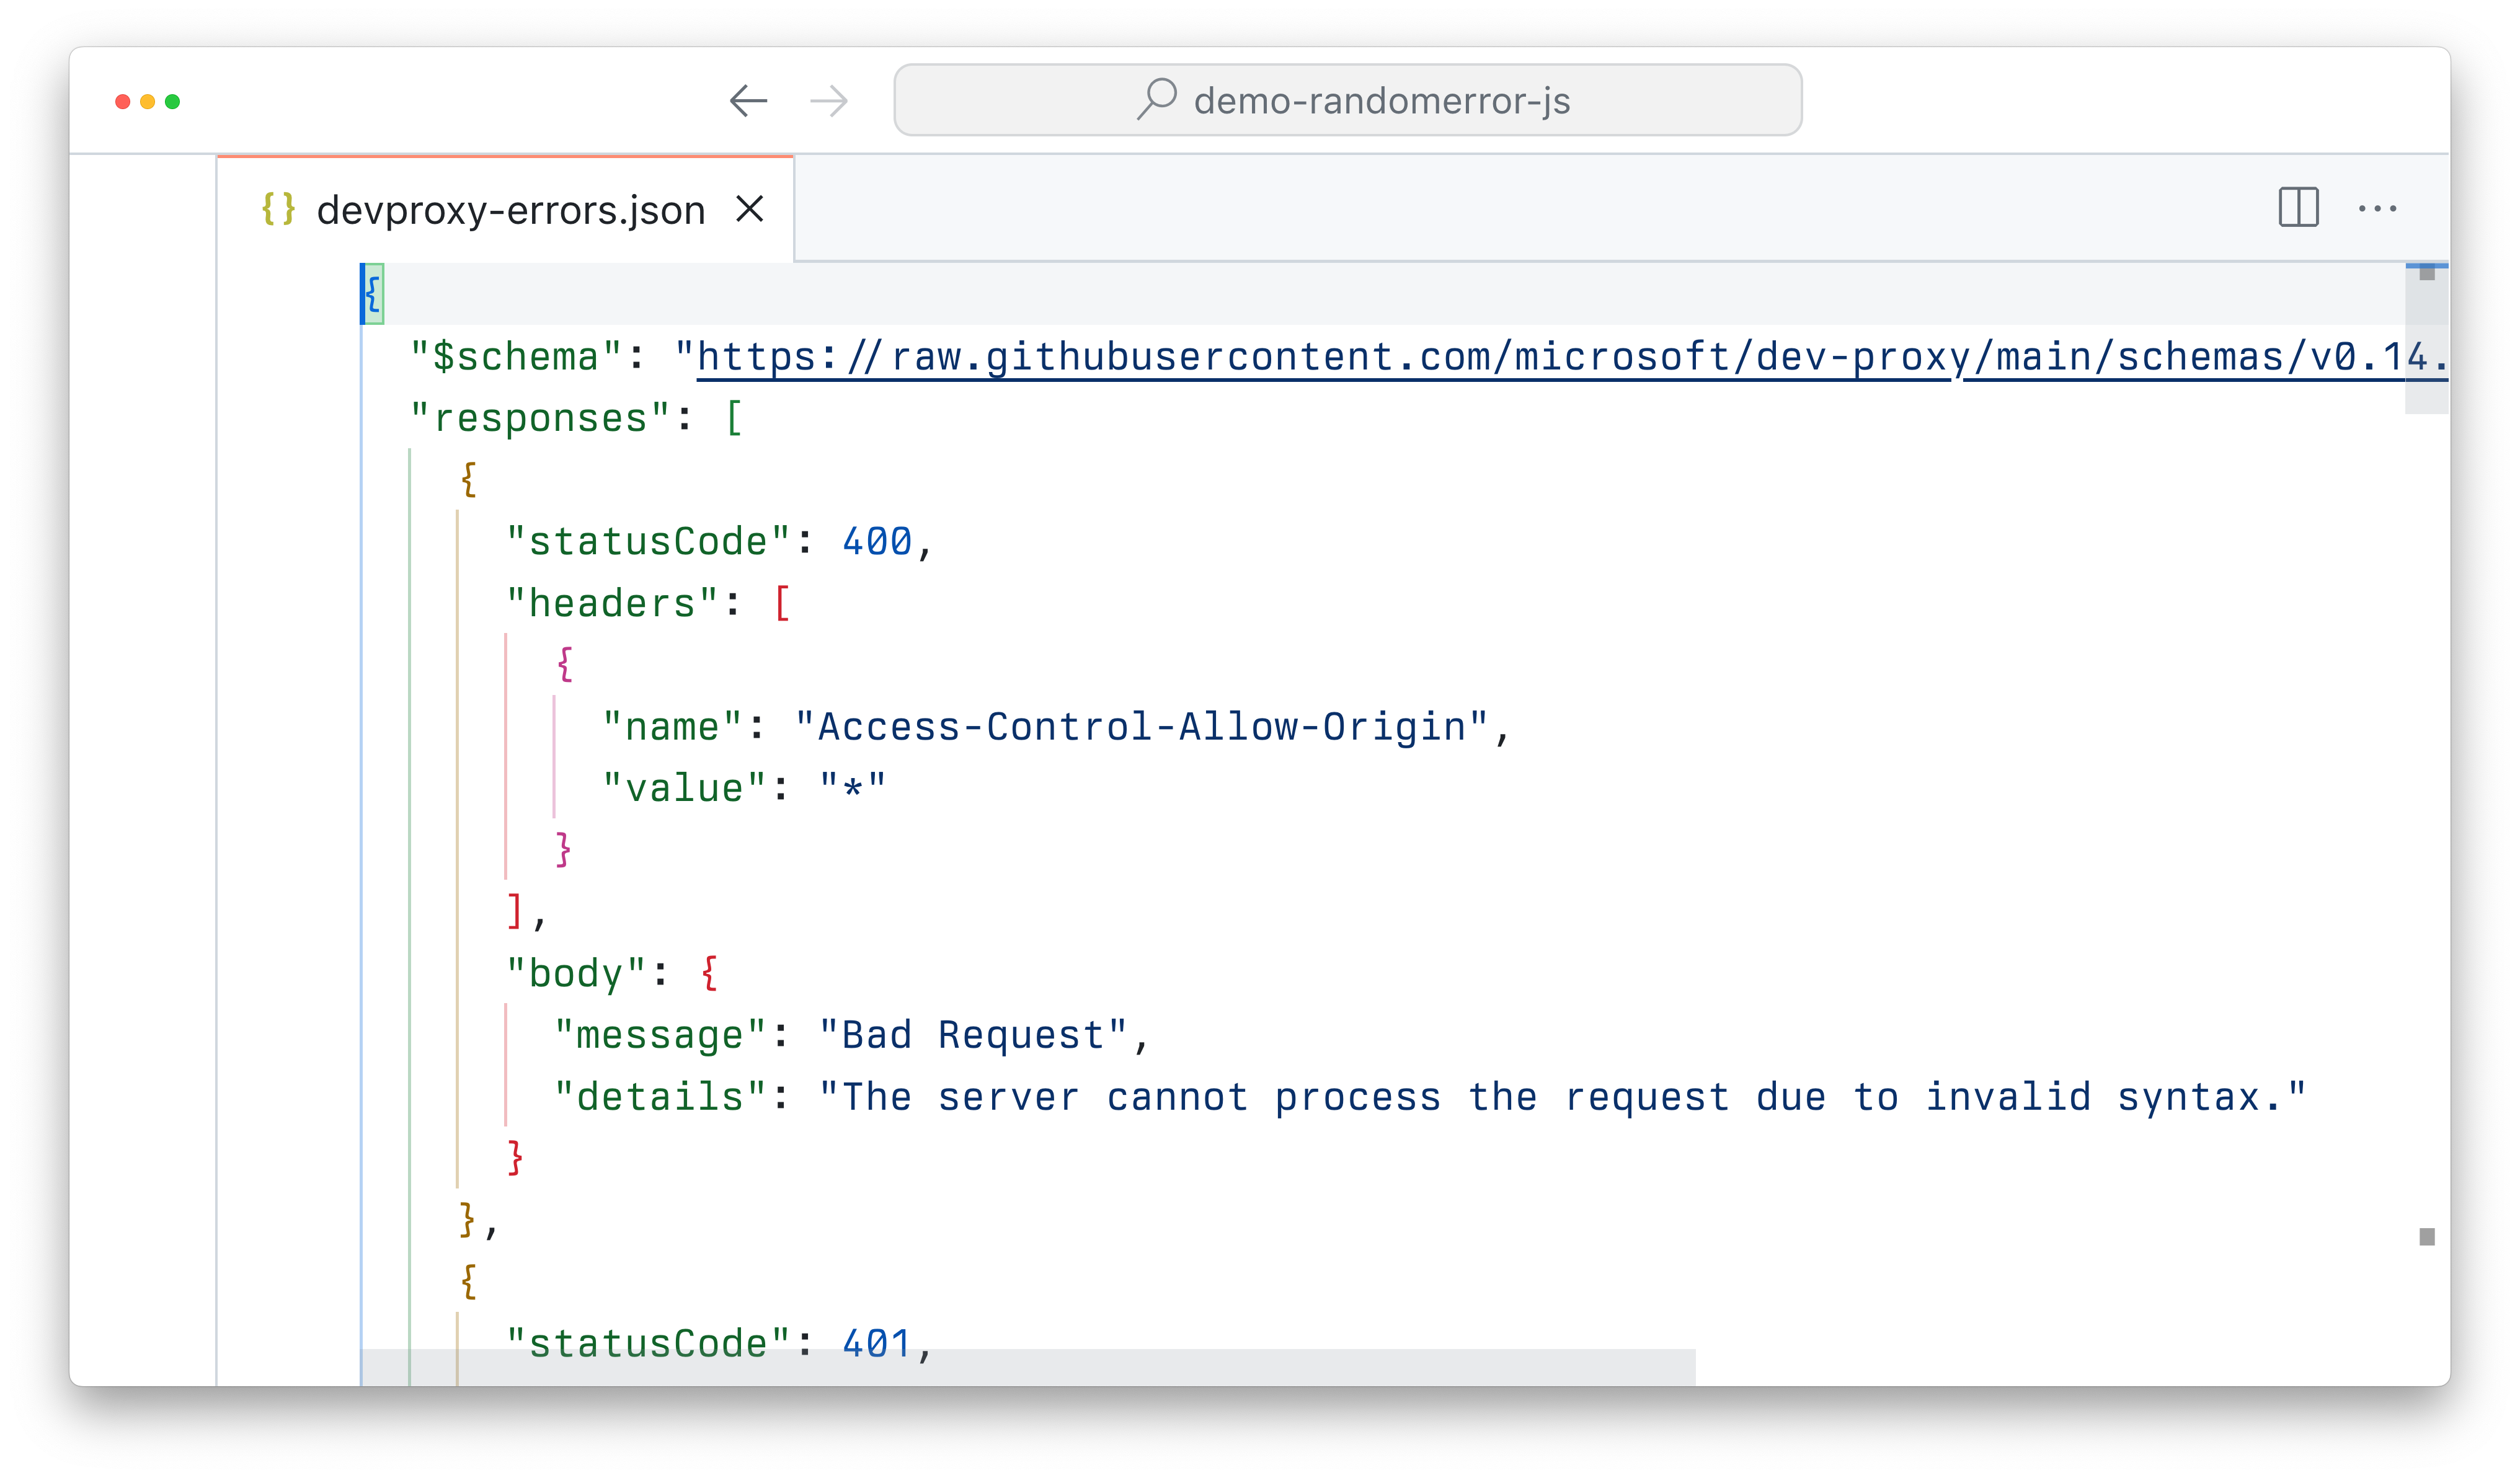 demo-randomerror-js
{} devproxy-errors.json
{
"$schema": "https://raw.githubusercontent.com/microsoft/dev-proxy/main/schemas/v0.14.
"responses": [
{
"statusCode": 400,
"headers": [
{
"name": "Access-Control-Allow-Origin",
"value": "*"
}
],
"body": {
"message": "Bad Request",
"details": "The server cannot process the request due to invalid syntax."
}
},
{
"statusCode": 401,